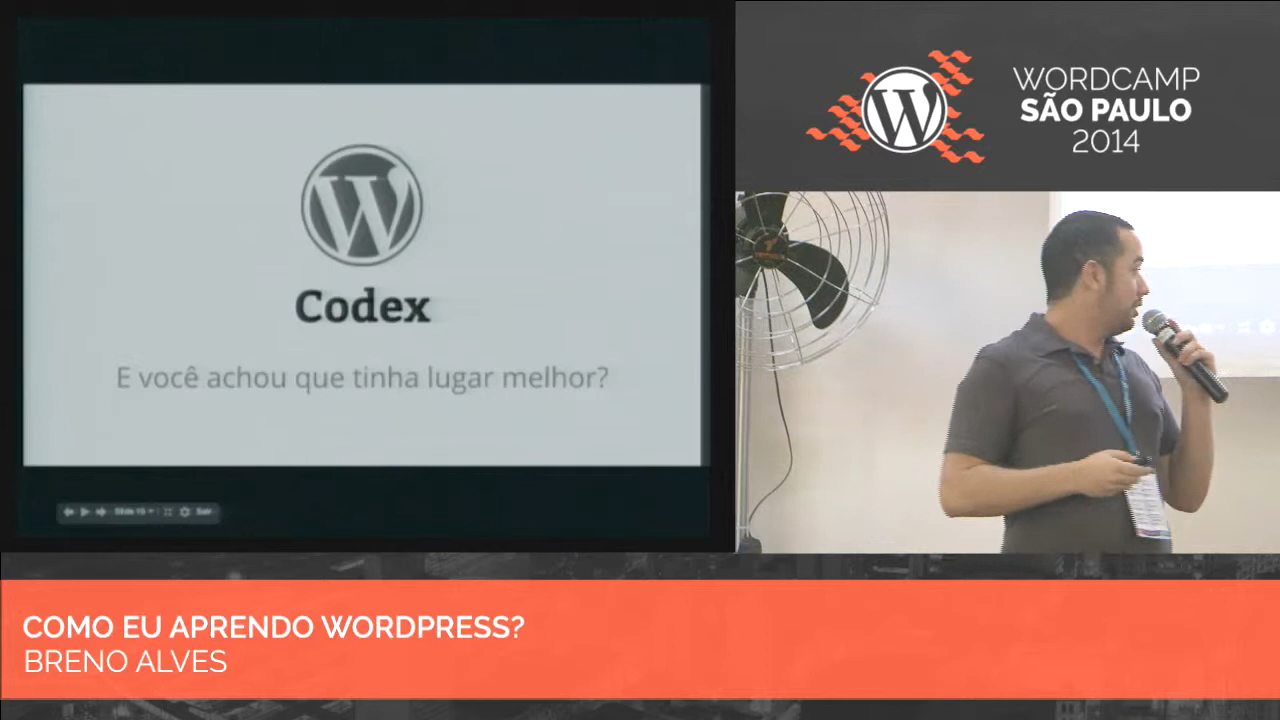 Codex
E você achou que tinha lugar melhor?
WORDCAMP
SÃO PAULO
2014
COMO EU APRENDO WORDPRESS?
BRENO ALVES